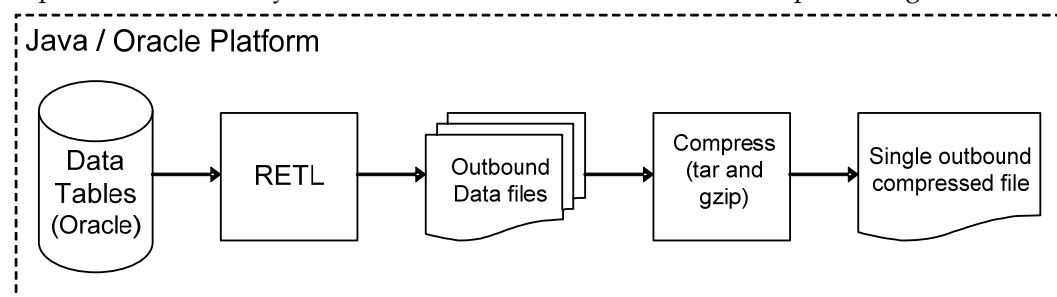 Java / Oracle Platform
Data
Tables
(Oracle)
RETL
Outbound
Data files
Compress
(tar and
gzip)
Single outbound
compressed file